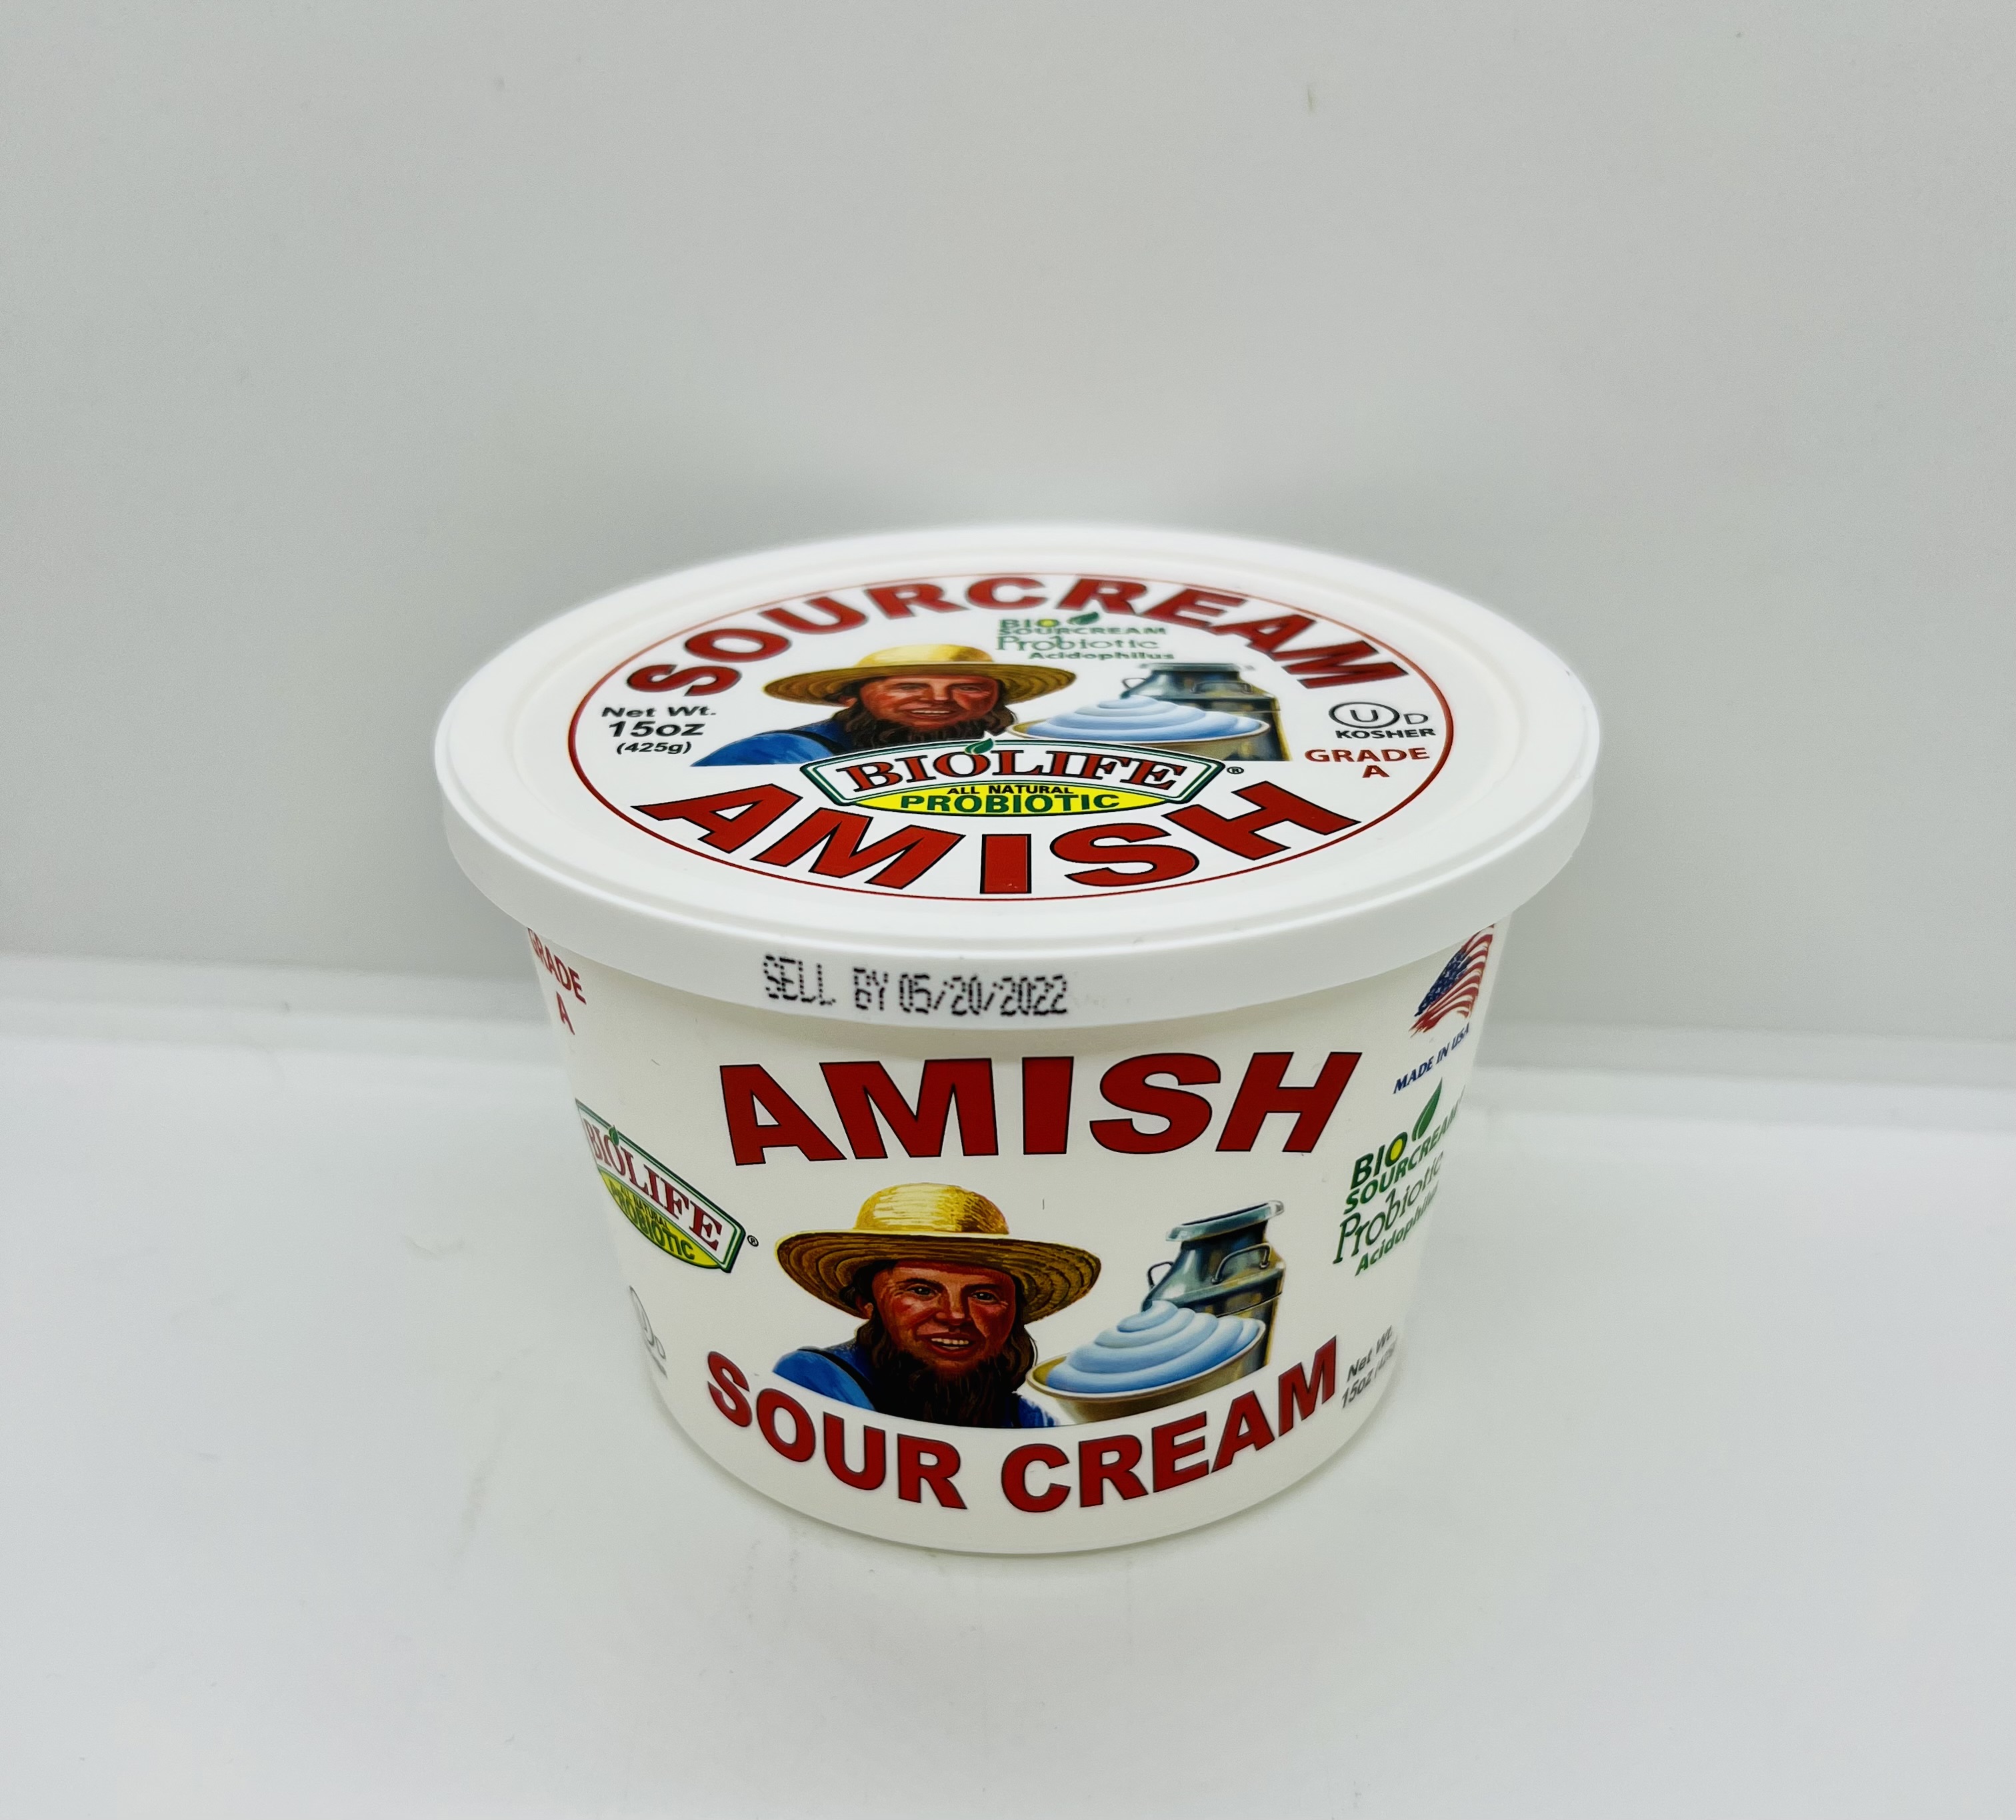 SOURCREAM
BIO
SOURCREAM
Probiotic
Acidophilus
Net Wt.
15oz
(425g)
U D
KOSHER
GRADE
A
BIOLIFE®
ALL NATURAL
PROBIOTIC
AMISH
SELL BY 05/20/2022
GRADE
A
AMISH
MADE IN USA
BIOLIFE®
PROBIOTIC
BIO
SOURCREAM
Probiotic
U D
SOUR CREAM
Net Wt.
15oz